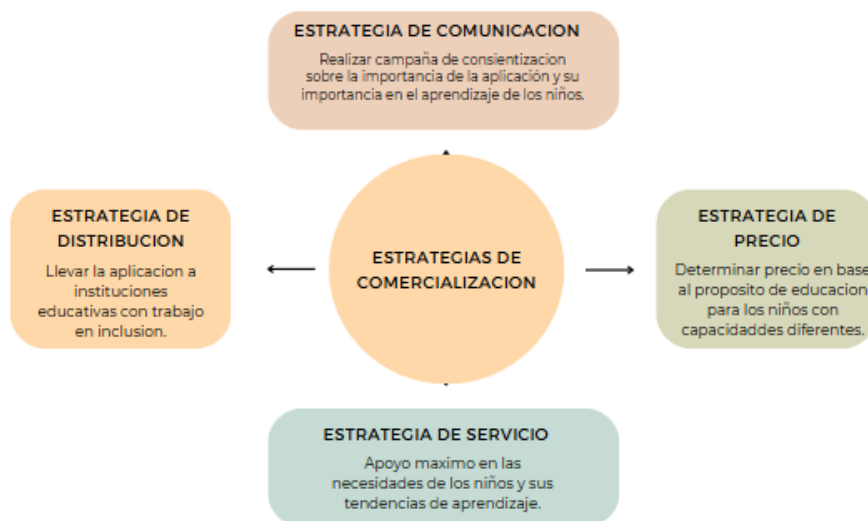 ESTRATEGIA DE COMUNICACION
Realizar campaña de consientizacion
sobre la importancia de la aplicación y su
importancia en el aprendizaje de los niños.
ESTRATEGIA DE
DISTRIBUCION
Llevar la aplicacion a
instituciones
educativas con trabajo
en inclusion.
ESTRATEGIAS DE
COMERCIALIZACION
ESTRATEGIA DE
PRECIO
Determinar precio en base
al proposito de educacion
para los niños con
capacidaddes diferentes.
ESTRATEGIA DE SERVICIO
Apoyo maximo en las
necesidades de los niños y sus
tendencias de aprendizaje.